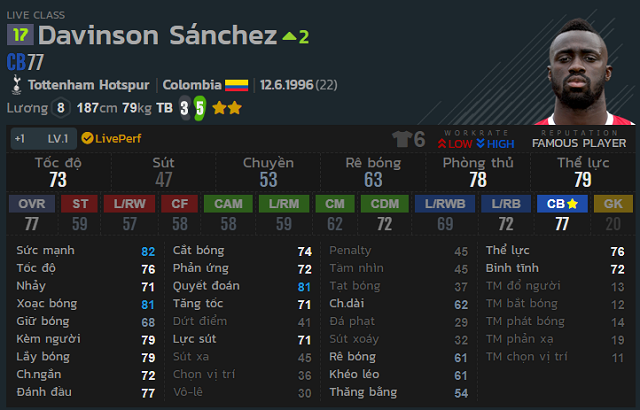 LIVE CLASS
17 Davinson Sánchez 2
CB77
Tottenham Hotspur | Colombia | 12.6.1996 (22)
Lương 8 187cm 79kg TB 3 5
+1 LV.1 LivePerf 6 WORKRATE LOW HIGH REPUTATION FAMOUS PLAYER
Tốc độ Sút Chuyền Rê bóng Phòng thủ Thể lực
73 47 53 63 78 79
OVR ST L/RW CF CAM L/RM CM CDM L/RWB L/RB CB GK
77 59 57 58 58 59 62 72 69 72 77 20
Sức mạnh 82 Cắt bóng 74 Penalty 45 Thể lực 76
Tốc độ 76 Phản ứng 72 Tầm nhìn 45 Bình tĩnh 72
Nhảy 71 Quyết đoán 81 Tạt bóng 37 TM đổ người 13
Xoạc bóng 81 Tăng tốc 71 Ch.dài 62 TM bắt bóng 12
Giữ bóng 68 Dứt điểm 41 Đá phạt 29 TM phát bóng 14
Kèm người 79 Lực sút 71 Sút xoáy 32 TM phản xạ 19
Lấy bóng 79 Sút xa 45 Rê bóng 61 TM chọn vị trí 11
Ch.ngắn 72 Chọn vị trí 36 Khéo léo 61
Đánh đầu 77 Vô-lê 30 Thăng bằng 54